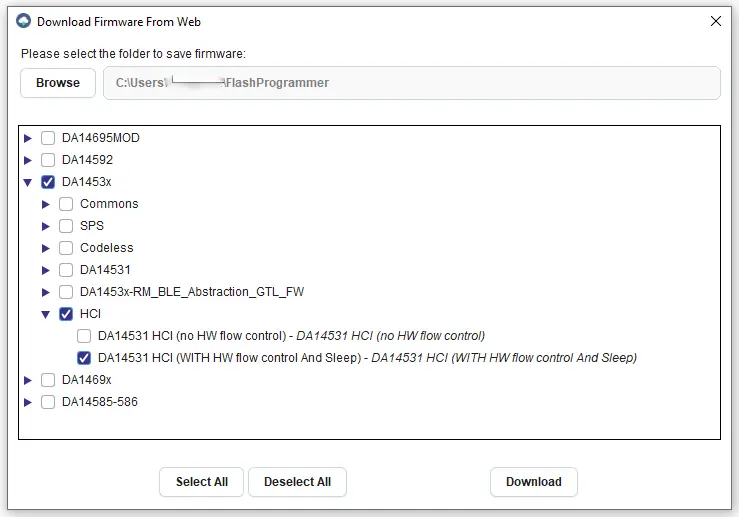 Download Firmware From Web
Please select the folder to save firmware:
Browse
C:\Users\ \FlashProgrammer
DA14695MOD
DA14592
DA1453x
Commons
SPS
Codeless
DA14531
DA1453x-RM_BLE_Abstraction_GTL_FW
HCI
DA14531 HCI (no HW flow control) - DA14531 HCI (no HW flow control)
DA14531 HCI (WITH HW flow control And Sleep) - DA14531 HCI (WITH HW flow control And Sleep)
DA1469x
DA14585-586
Select All Deselect All Download